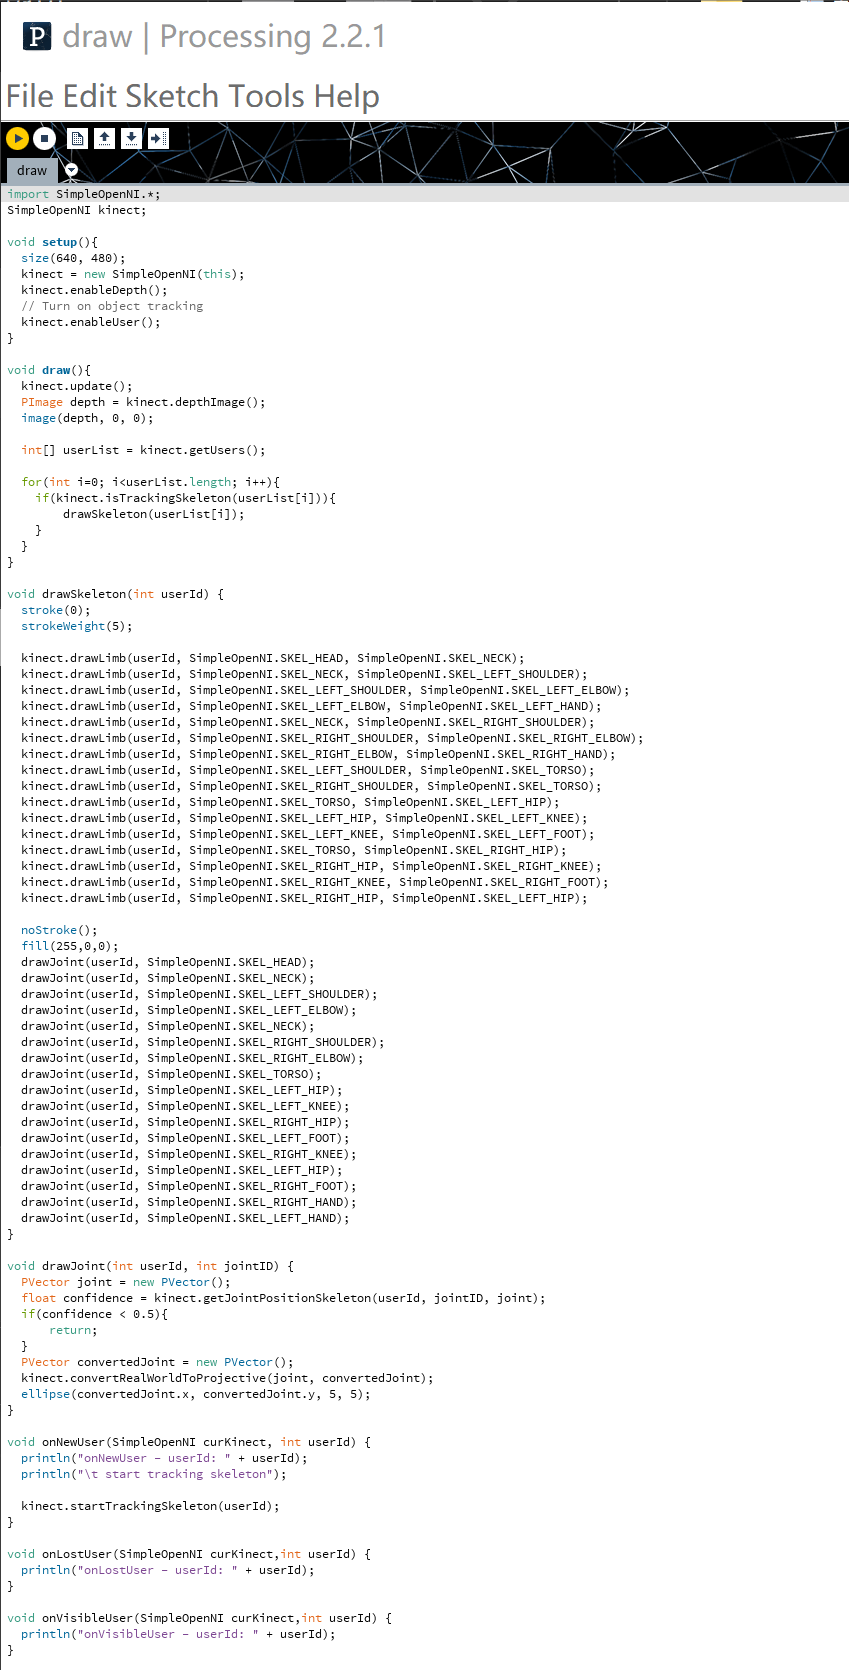 draw | Processing 2.2.1
File Edit Sketch Tools Help
draw
import SimpleOpenNI.*;
SimpleOpenNI kinect;
void setup(){
size(640, 480);
kinect = new SimpleOpenNI(this);
kinect.enableDepth();
// Turn on object tracking
kinect.enableUser();
}
void draw(){
kinect.update();
PImage depth = kinect.depthImage();
image(depth, 0, 0);
int[] userList = kinect.getUsers();
for(int i=0; i<userList.length; i++){
if(kinect.isTrackingSkeleton(userList[i])){
drawSkeleton(userList[i]);
}
}
}
void drawSkeleton(int userId) {
stroke(0);
strokeWeight(5);
kinect.drawLimb(userId, SimpleOpenNI.SKEL_HEAD, SimpleOpenNI.SKEL_NECK);
kinect.drawLimb(userId, SimpleOpenNI.SKEL_NECK, SimpleOpenNI.SKEL_LEFT_SHOULDER);
kinect.drawLimb(userId, SimpleOpenNI.SKEL_LEFT_SHOULDER, SimpleOpenNI.SKEL_LEFT_ELBOW);
kinect.drawLimb(userId, SimpleOpenNI.SKEL_LEFT_ELBOW, SimpleOpenNI.SKEL_LEFT_HAND);
kinect.drawLimb(userId, SimpleOpenNI.SKEL_NECK, SimpleOpenNI.SKEL_RIGHT_SHOULDER);
kinect.drawLimb(userId, SimpleOpenNI.SKEL_RIGHT_SHOULDER, SimpleOpenNI.SKEL_RIGHT_ELBOW);
kinect.drawLimb(userId, SimpleOpenNI.SKEL_RIGHT_ELBOW, SimpleOpenNI.SKEL_RIGHT_HAND);
kinect.drawLimb(userId, SimpleOpenNI.SKEL_LEFT_SHOULDER, SimpleOpenNI.SKEL_TORSO);
kinect.drawLimb(userId, SimpleOpenNI.SKEL_RIGHT_SHOULDER, SimpleOpenNI.SKEL_TORSO);
kinect.drawLimb(userId, SimpleOpenNI.SKEL_TORSO, SimpleOpenNI.SKEL_LEFT_HIP);
kinect.drawLimb(userId, SimpleOpenNI.SKEL_LEFT_HIP, SimpleOpenNI.SKEL_LEFT_KNEE);
kinect.drawLimb(userId, SimpleOpenNI.SKEL_LEFT_KNEE, SimpleOpenNI.SKEL_LEFT_FOOT);
kinect.drawLimb(userId, SimpleOpenNI.SKEL_TORSO, SimpleOpenNI.SKEL_RIGHT_HIP);
kinect.drawLimb(userId, SimpleOpenNI.SKEL_RIGHT_HIP, SimpleOpenNI.SKEL_RIGHT_KNEE);
kinect.drawLimb(userId, SimpleOpenNI.SKEL_RIGHT_KNEE, SimpleOpenNI.SKEL_RIGHT_FOOT);
kinect.drawLimb(userId, SimpleOpenNI.SKEL_RIGHT_HIP, SimpleOpenNI.SKEL_LEFT_HIP);
noStroke();
fill(255,0,0);
drawJoint(userId, SimpleOpenNI.SKEL_HEAD);
drawJoint(userId, SimpleOpenNI.SKEL_NECK);
drawJoint(userId, SimpleOpenNI.SKEL_LEFT_SHOULDER);
drawJoint(userId, SimpleOpenNI.SKEL_LEFT_ELBOW);
drawJoint(userId, SimpleOpenNI.SKEL_NECK);
drawJoint(userId, SimpleOpenNI.SKEL_RIGHT_SHOULDER);
drawJoint(userId, SimpleOpenNI.SKEL_RIGHT_ELBOW);
drawJoint(userId, SimpleOpenNI.SKEL_TORSO);
drawJoint(userId, SimpleOpenNI.SKEL_LEFT_HIP);
drawJoint(userId, SimpleOpenNI.SKEL_LEFT_KNEE);
drawJoint(userId, SimpleOpenNI.SKEL_RIGHT_HIP);
drawJoint(userId, SimpleOpenNI.SKEL_LEFT_FOOT);
drawJoint(userId, SimpleOpenNI.SKEL_RIGHT_KNEE);
drawJoint(userId, SimpleOpenNI.SKEL_LEFT_HIP);
drawJoint(userId, SimpleOpenNI.SKEL_RIGHT_FOOT);
drawJoint(userId, SimpleOpenNI.SKEL_RIGHT_HAND);
drawJoint(userId, SimpleOpenNI.SKEL_LEFT_HAND);
}
void drawJoint(int userId, int jointID) {
PVector joint = new PVector();
float confidence = kinect.getJointPositionSkeleton(userId, jointID, joint);
if(confidence < 0.5){
return;
}
PVector convertedJoint = new PVector();
kinect.convertRealWorldToProjective(joint, convertedJoint);
ellipse(convertedJoint.x, convertedJoint.y, 5, 5);
}
void onNewUser(SimpleOpenNI curKinect, int userId) {
println("onNewUser - userId: " + userId);
println("\t start tracking skeleton");
kinect.startTrackingSkeleton(userId);
}
void onLostUser(SimpleOpenNI curKinect,int userId) {
println("onLostUser - userId: " + userId);
}
void onVisibleUser(SimpleOpenNI curKinect,int userId) {
println("onVisibleUser - userId: " + userId);
}